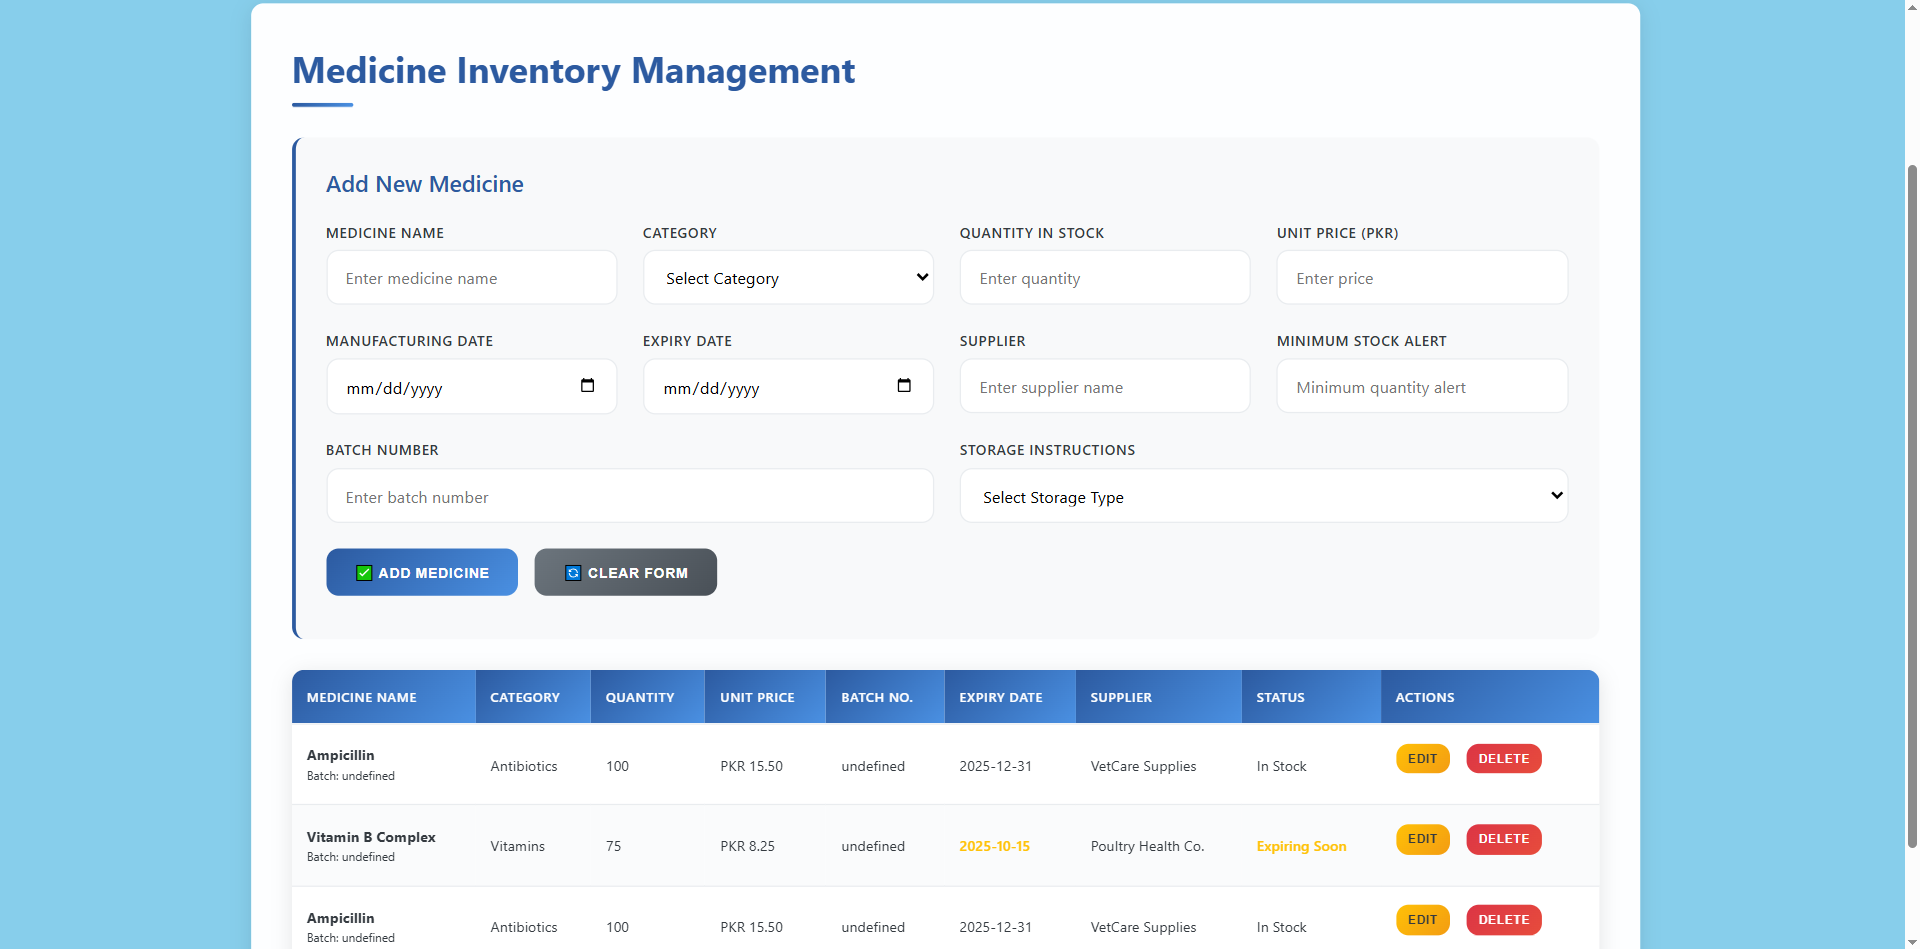 Medicine Inventory Management
Add New Medicine
MEDICINE NAME CATEGORY QUANTITY IN STOCK UNIT PRICE (PKR)
Enter medicine name Select Category Enter quantity Enter price
MANUFACTURING DATE EXPIRY DATE SUPPLIER MINIMUM STOCK ALERT
mm/dd/yyyy mm/dd/yyyy Enter supplier name Minimum quantity alert
BATCH NUMBER STORAGE INSTRUCTIONS
Enter batch number Select Storage Type
ADD MEDICINE CLEAR FORM
MEDICINE NAME CATEGORY QUANTITY UNIT PRICE BATCH NO. EXPIRY DATE SUPPLIER STATUS ACTIONS
Ampicillin
Batch: undefined
Antibiotics 100 PKR 15.50 undefined 2025-12-31 VetCare Supplies In Stock EDIT DELETE
Vitamin B Complex
Batch: undefined
Vitamins 75 PKR 8.25 undefined 2025-10-15 Poultry Health Co. Expiring Soon EDIT DELETE
Ampicillin
Batch: undefined
Antibiotics 100 PKR 15.50 undefined 2025-12-31 VetCare Supplies In Stock EDIT DELETE